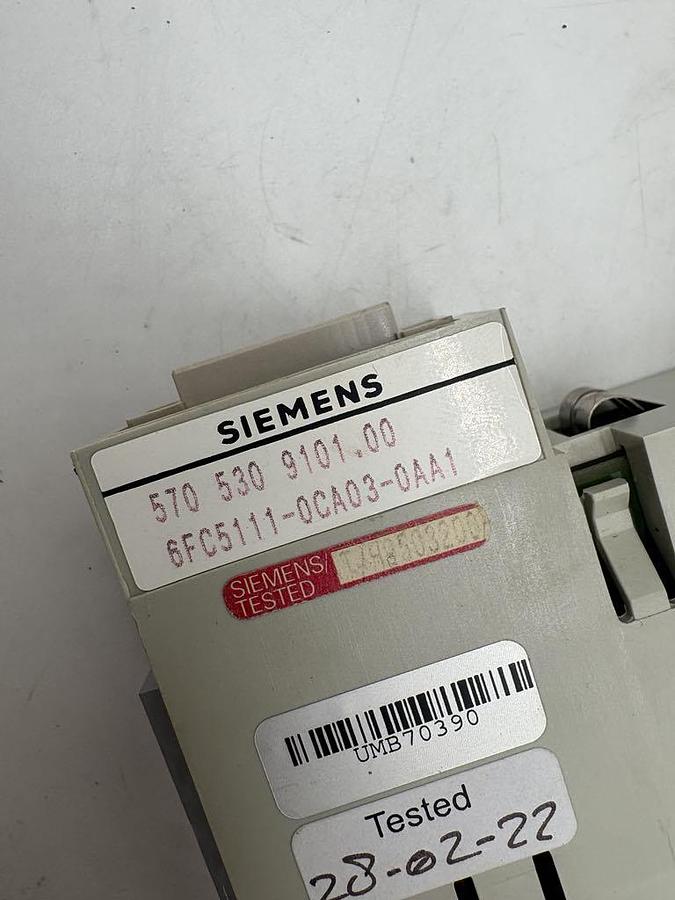 SIEMENS
570 530 9101.00
6FC5111-0CA03-0AA1
SIEMENS/
TESTED
UMB70390
Tested
28-02-22